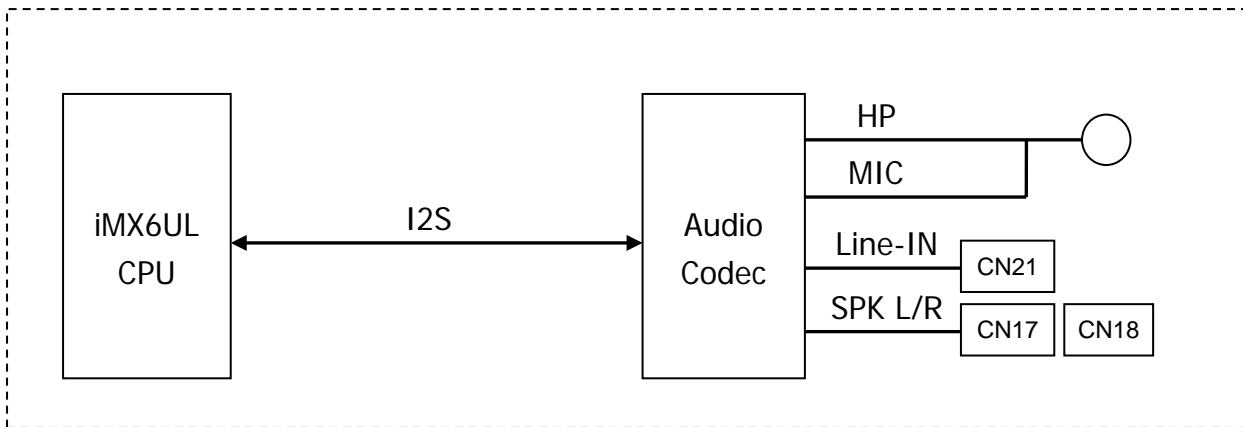 HP
MIC
iMX6UL
CPU
I2S
Audio
Codec
Line-IN
CN21
SPK L/R
CN17
CN18